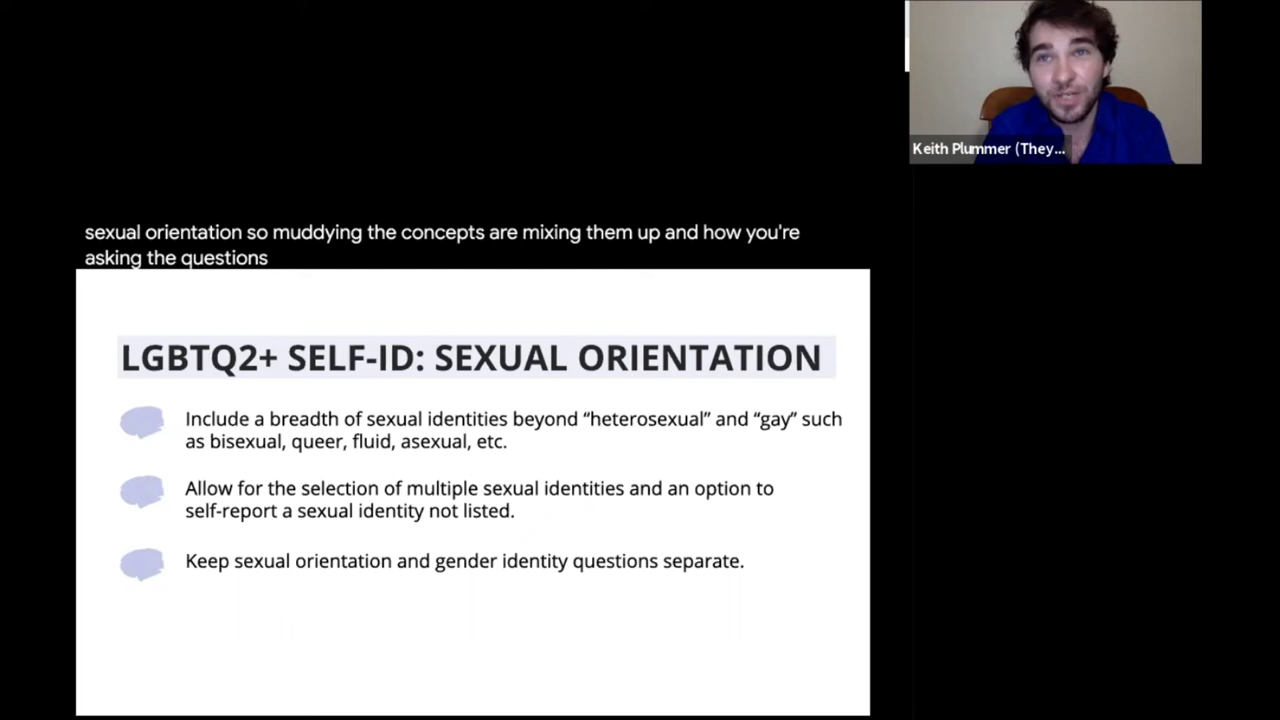 Keith Plummer (They...
sexual orientation so muddying the concepts are mixing them up and how you're
asking the questions
LGBTQ2+ SELF-ID: SEXUAL ORIENTATION
Include a breadth of sexual identities beyond “heterosexual” and “gay” such
as bisexual, queer, fluid, asexual, etc.
Allow for the selection of multiple sexual identities and an option to
self-report a sexual identity not listed.
Keep sexual orientation and gender identity questions separate.